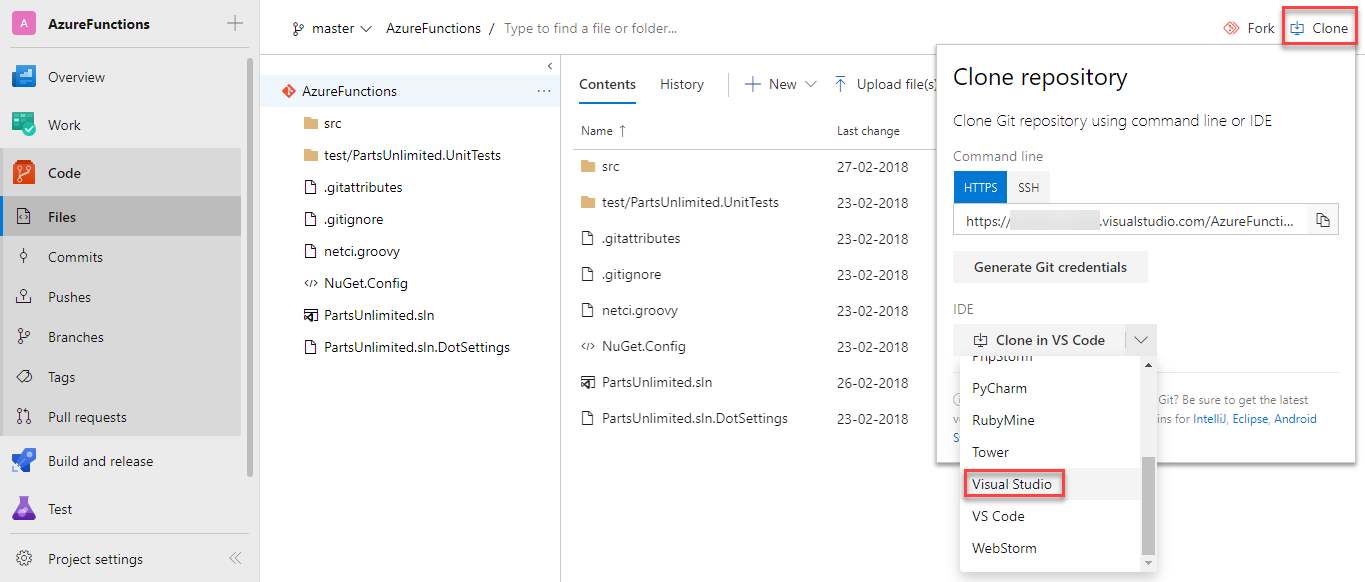 A AzureFunctions
Overview
Work
Code
Files
Commits
Pushes
Branches
Tags
Pull requests
Build and release
Test
Project settings
master AzureFunctions / Type to find a file or folder...
Fork Clone
AzureFunctions ...
src
test/PartsUnlimited.UnitTests
.gitattributes
.gitignore
netci.groovy
NuGet.Config
PartsUnlimited.sln
PartsUnlimited.sln.DotSettings
Contents History New Upload file(s)
Name ↑ Last change
src 27-02-2018
test/PartsUnlimited.UnitTests 23-02-2018
.gitattributes 23-02-2018
.gitignore 23-02-2018
netci.groovy 23-02-2018
NuGet.Config 23-02-2018
PartsUnlimited.sln 26-02-2018
PartsUnlimited.sln.DotSettings 23-02-2018
Clone repository
Clone Git repository using command line or IDE
Command line
HTTPS SSH
https:// .visualstudio.com/AzureFuncti...
Generate Git credentials
IDE
Clone in VS Code
PhpStorm
PyCharm
RubyMine
Tower
Visual Studio
VS Code
WebStorm
Git? Be sure to get the latest
ins for IntelliJ, Eclipse, Android